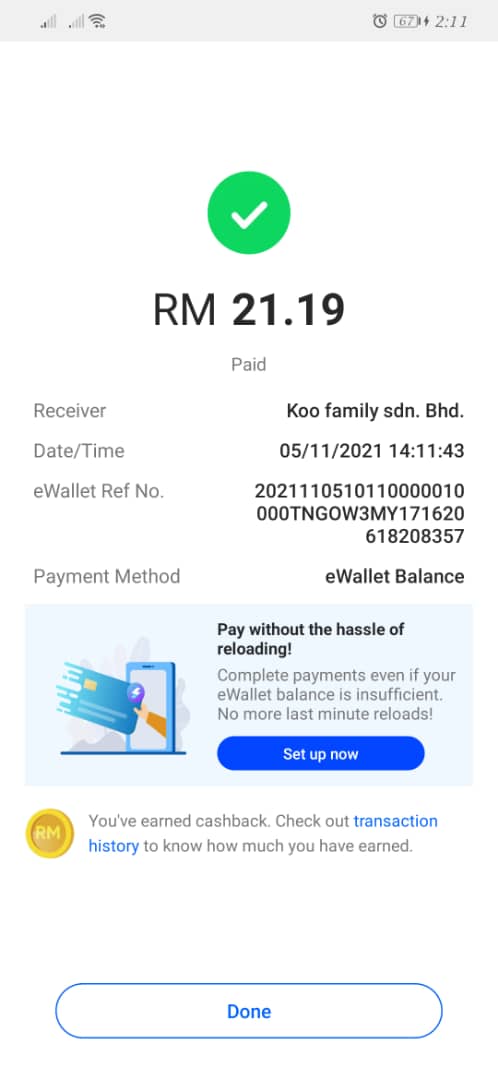 67 2:11
RM 21.19
Paid
Receiver Koo family sdn. Bhd.
Date/Time 05/11/2021 14:11:43
eWallet Ref No. 2021110510110000010
000TNGOW3MY171620
618208357
Payment Method eWallet Balance
Pay without the hassle of
reloading!
Complete payments even if your
eWallet balance is insufficient.
No more last minute reloads!
Set up now
RM
You've earned cashback. Check out transaction
history to know how much you have earned.
Done